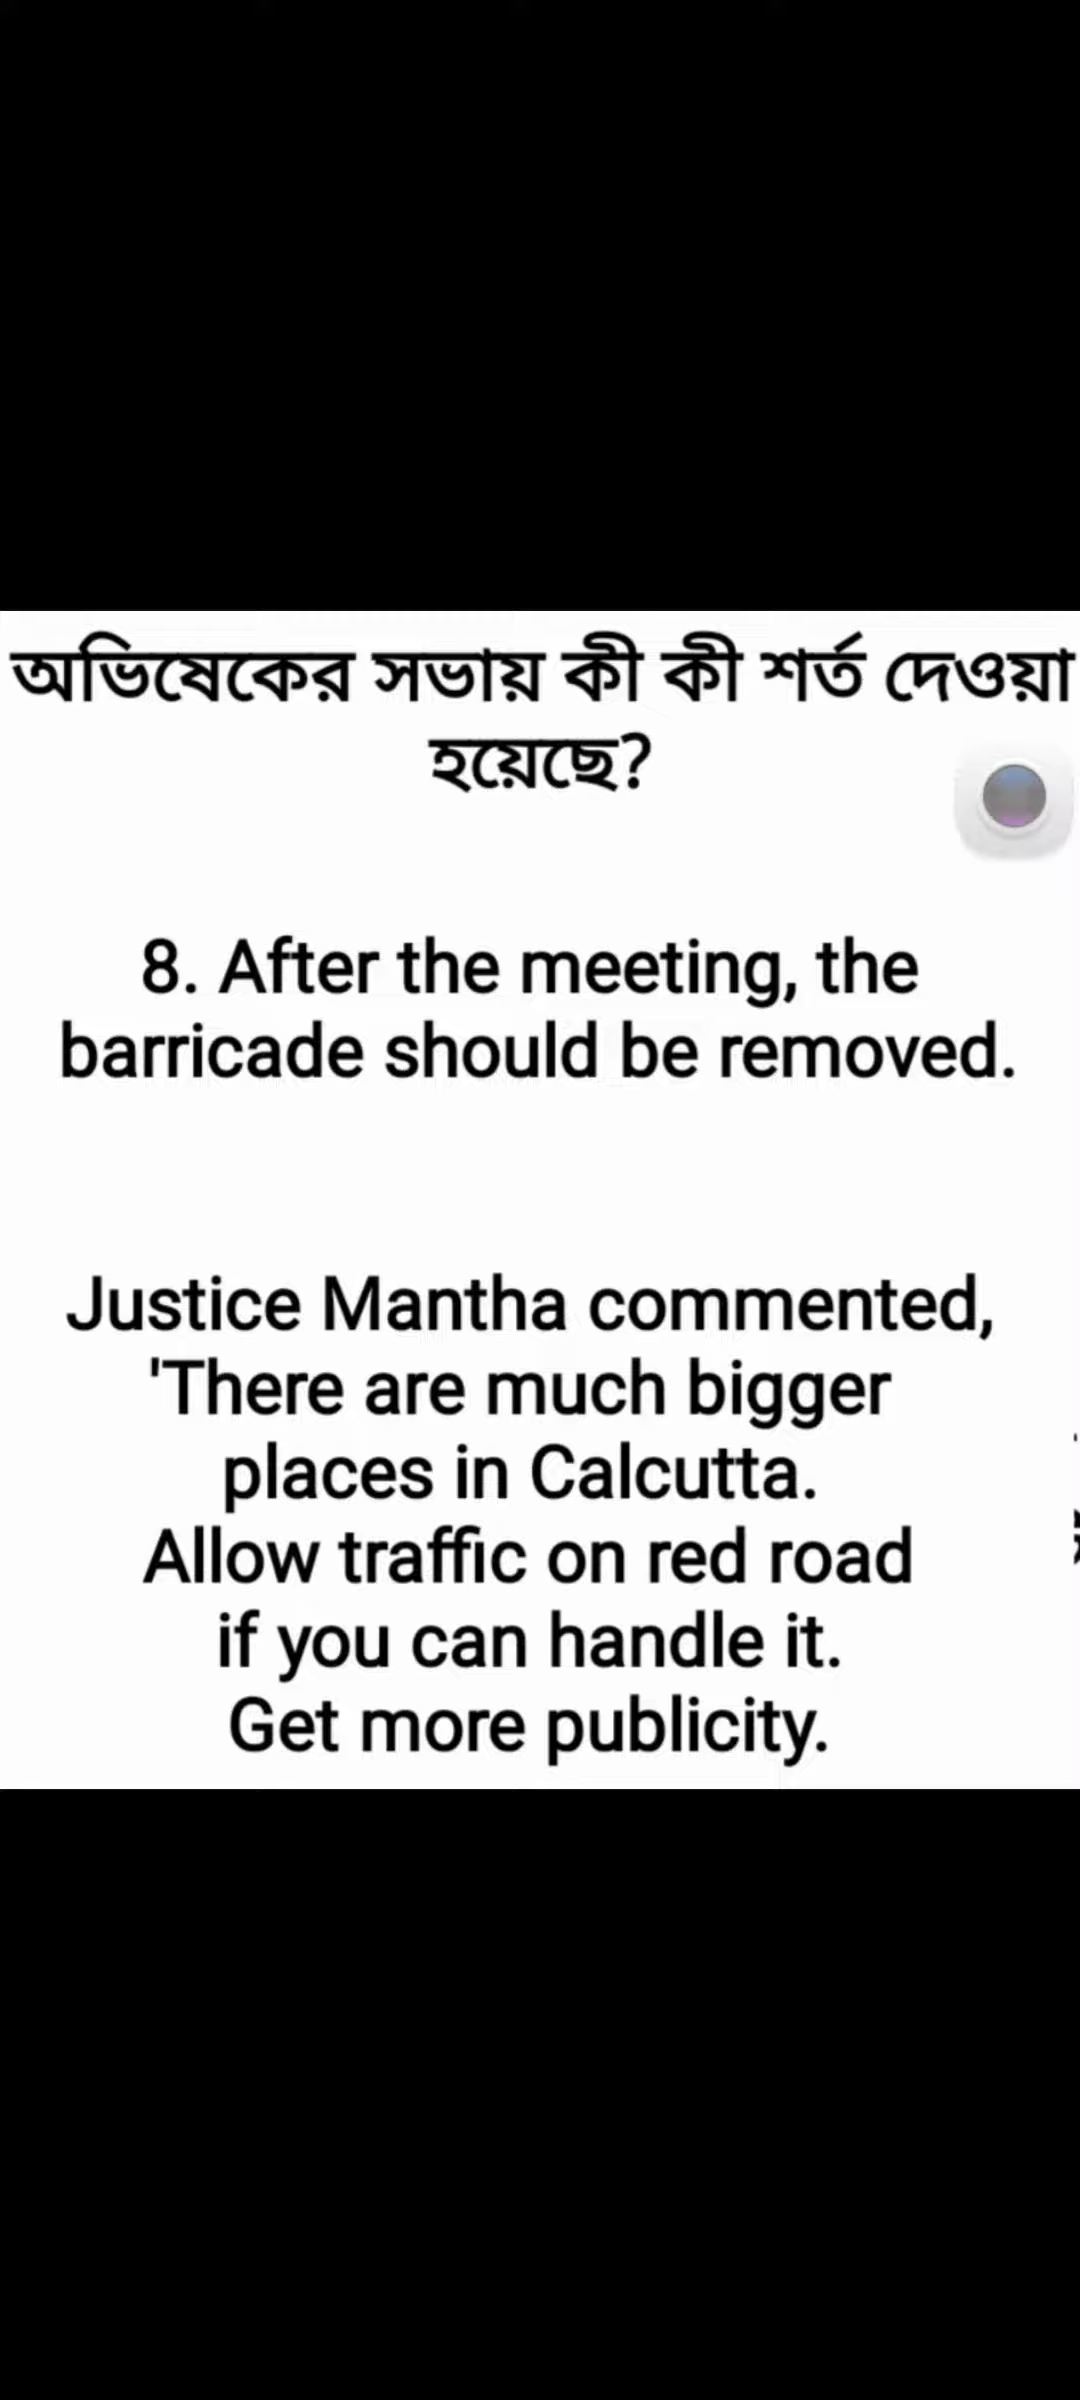 অভিষেকের সভায় কী কী শর্ত দেওয়া
হয়েছে?
8. After the meeting, the
barricade should be removed.
Justice Mantha commented,
'There are much bigger
places in Calcutta.
Allow traffic on red road
if you can handle it.
Get more publicity.